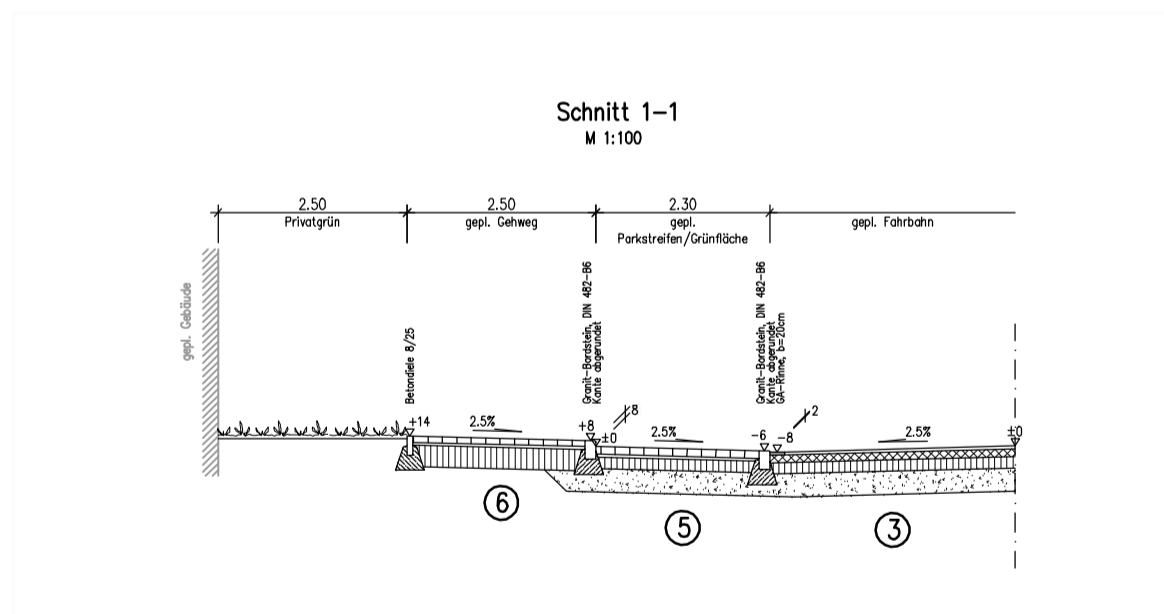 Schnitt 1-1
M 1:100
2.50
Privatgrün
2.50
gepl. Gehweg
2.30
gepl.
Parkstreifen/Grünfläche
gepl. Fahrbahn
gepl. Gebäude
Betondiele 8/25
Granit-Bordstein, DIN 482-B6
Kante abgerundet
Granit-Bordstein, DIN 482-B6
Kante abgerundet
GA-Rinne, b=20cm
+14
2.5%
+8
8
±0
2.5%
-6
-8
2
2.5%
±0
6
5
3